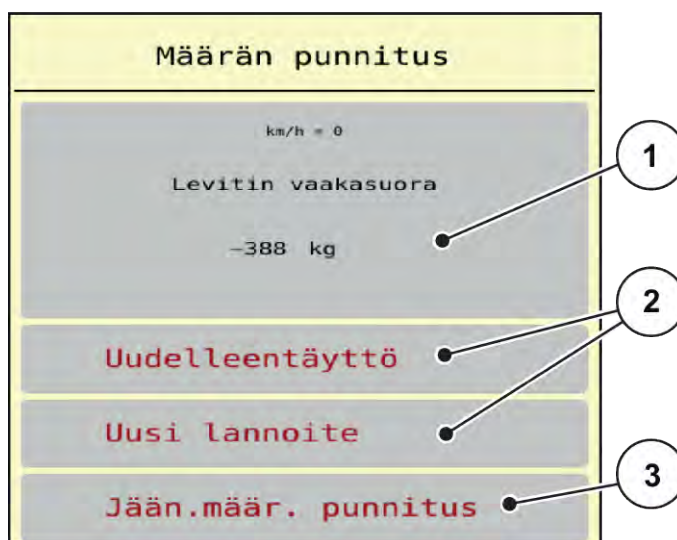 Määrän punnitus
km/h = 0
1
Levitin vaakasuora
-388 kg
2
Uudelleentäyttö
Uusi lannoite
3
Jään.määr. punnitus